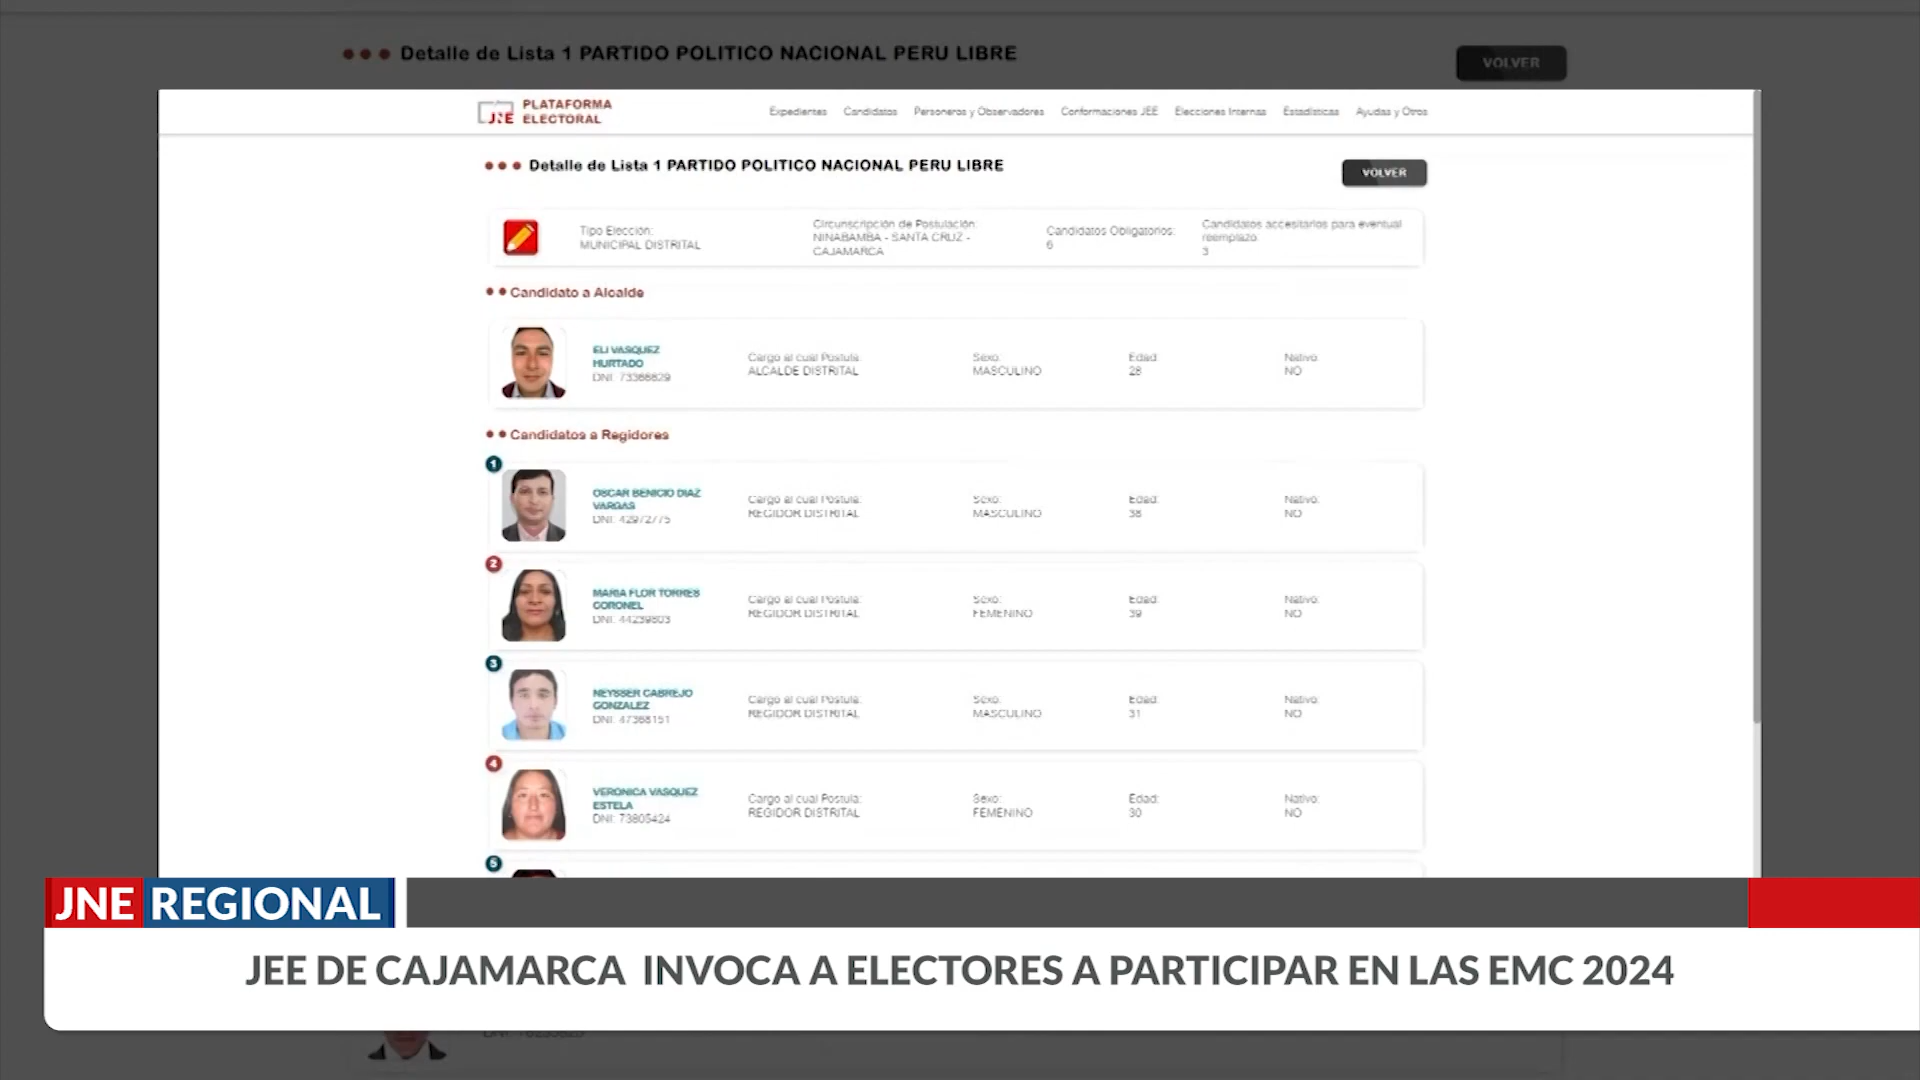 Detalle de Lista 1 PARTIDO POLITICO NACIONAL PERU LIBRE
VOLVER
JNE PLATAFORMA ELECTORAL
Expedientes Candidatos Personeros y Observadores Conformaciones JEE Elecciones Internas Estadísticas Ayudas y Otros
Detalle de Lista 1 PARTIDO POLITICO NACIONAL PERU LIBRE
VOLVER
Tipo Elección:
MUNICIPAL DISTRITAL
Circunscripción de Postulación:
NINABAMBA - SANTA CRUZ -
CAJAMARCA
Candidatos Obligatorios:
6
Candidatos accesitarios para eventual
reemplazo
3
Candidato a Alcalde
ELI VASQUEZ
HURTADO
DNI:
Cargo al cual Postula:
ALCALDE DISTRITAL
Sexo:
MASCULINO
Edad:
28
Nativo:
NO
Candidatos a Regidores
1
OSCAR BENICIO DIAZ
VARGAS
DNI: 42972775
Cargo al cual Postula:
REGIDOR DISTRITAL
Sexo:
MASCULINO
Edad:
38
Nativo:
NO
2
MARIA FLOR TORRES
CORONEL
DNI: 44239803
Cargo al cual Postula:
REGIDOR DISTRITAL
Sexo:
FEMENINO
Edad:
39
Nativo:
NO
3
NEYSSER CABREJO
GONZALEZ
DNI: 47368151
Cargo al cual Postula:
REGIDOR DISTRITAL
Sexo:
MASCULINO
Edad:
31
Nativo:
NO
4
VERONICA VASQUEZ
ESTELA
DNI: 73805424
Cargo al cual Postula:
REGIDOR DISTRITAL
Sexo:
FEMENINO
Edad:
30
Nativo:
NO
5
JNE REGIONAL
JEE DE CAJAMARCA INVOCA A ELECTORES A PARTICIPAR EN LAS EMC 2024